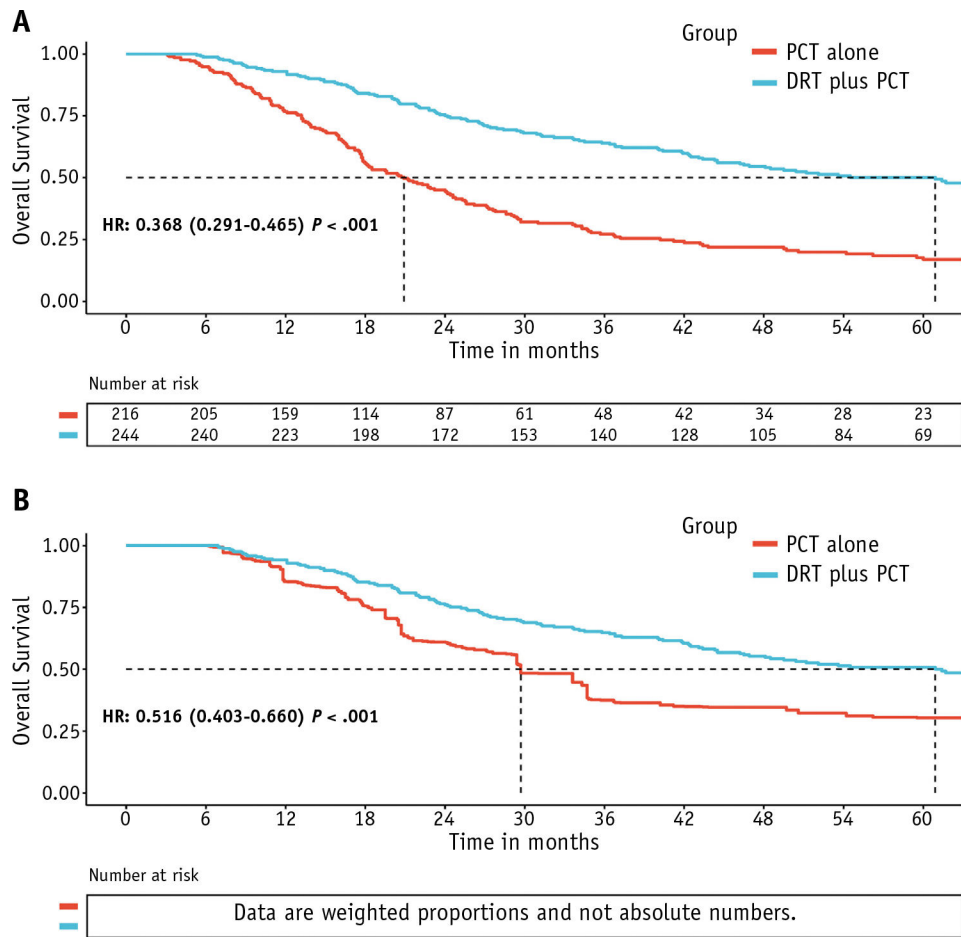 A
Group
PCT alone
DRT plus PCT
Overall Survival
1.00
0.75
0.50
0.25
0.00
HR: 0.368 (0.291-0.465) P < .001
0 6 12 18 24 30 36 42 48 54 60
Time in months
Number at risk
216 205 159 114 87 61 48 42 34 28 23
244 240 223 198 172 153 140 128 105 84 69
B
Group
PCT alone
DRT plus PCT
Overall Survival
1.00
0.75
0.50
0.25
0.00
HR: 0.516 (0.403-0.660) P < .001
0 6 12 18 24 30 36 42 48 54 60
Time in months
Number at risk
Data are weighted proportions and not absolute numbers.